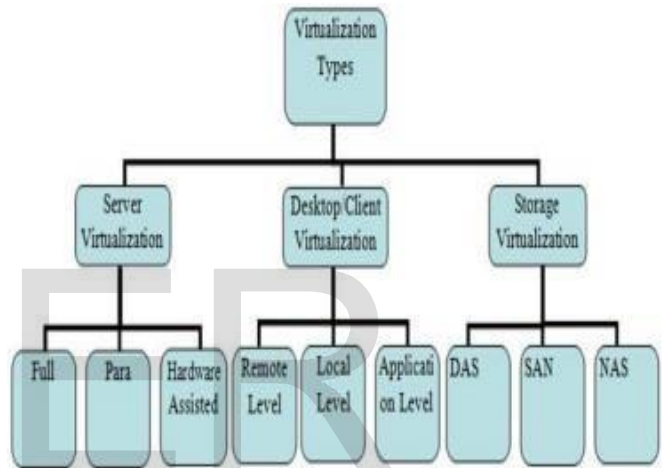 Virtualization
Types
Server
Virtualization
Desktop/Client
Virtualization
Storage
Virtualization
Full
Para
Hardware
Assisted
Remote
Level
Local
Level
Applicati
on Level
DAS
SAN
NAS
ER